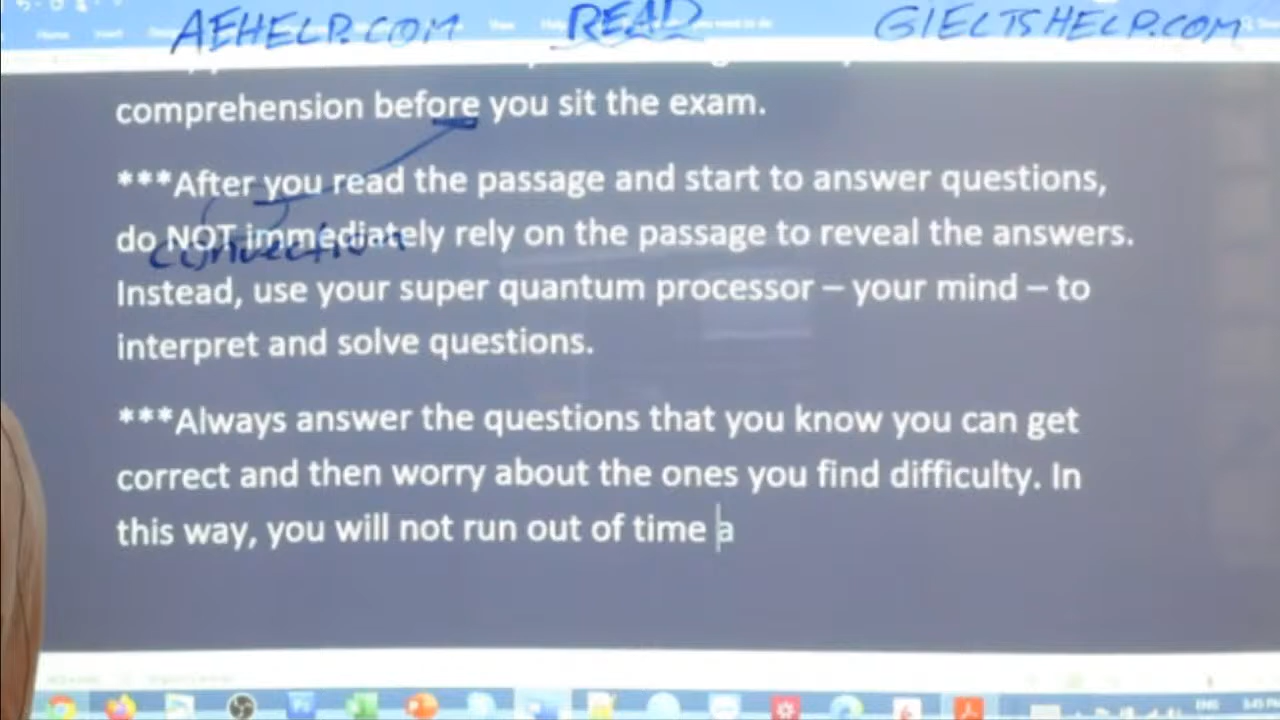 AEHELP.COM READ GIELTSHELP.COM
comprehension before you sit the exam.
***After you read the passage and start to answer questions,
do NOT immediately rely on the passage to reveal the answers.
convection
Instead, use your super quantum processor – your mind – to
interpret and solve questions.
***Always answer the questions that you know you can get
correct and then worry about the ones you find difficulty. In
this way, you will not run out of time a
ENG